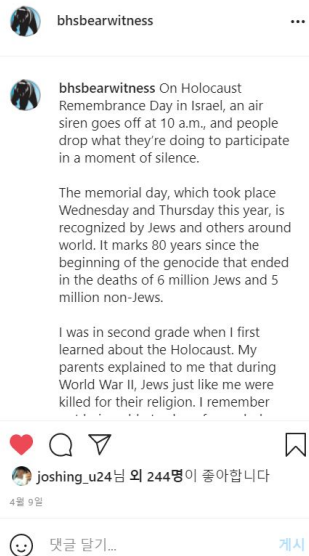 bhsbearwitness
bhsbearwitness On Holocaust
Remembrance Day in Israel, an air
siren goes off at 10 a.m., and people
drop what they're doing to participate
in a moment of silence.
The memorial day, which took place
Wednesday and Thursday this year, is
recognized by Jews and others around
world. It marks 80 years since the
beginning of the genocide that ended
in the deaths of 6 million Jews and 5
million non-Jews.
I was in second grade when I first
learned about the Holocaust. My
parents explained to me that during
World War II, Jews just like me were
killed for their religion. I remember
joshing_u24님 외 244명이 좋아합니다
4월 9일
댓글 달기...
게시